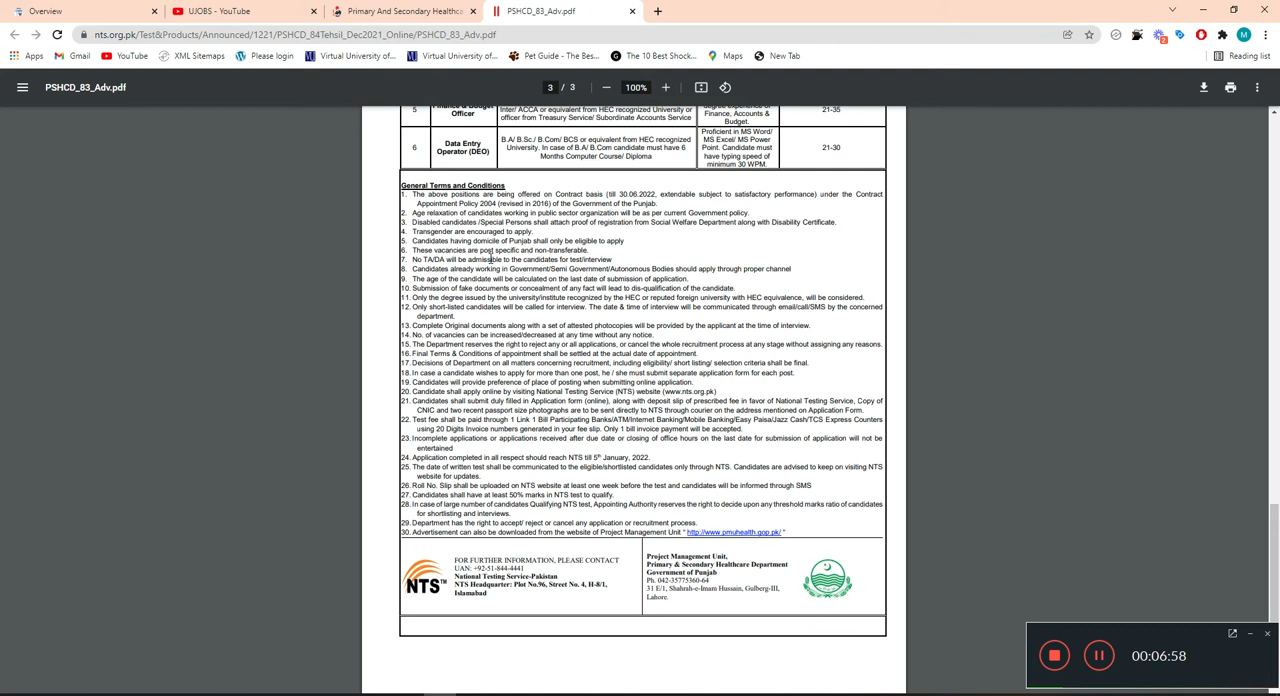 Overview
UJOBS - YouTube
Primary And Secondary Healthca
PSHCD_83_Adv.pdf
nts.org.pk/Test&Products/Announced/1221/PSHCD_84Tehsil_Dec2021_Online/PSHCD_83_Adv.pdf
M
Apps
Gmail
YouTube
XML Sitemaps
Please login
Virtual University of...
Virtual University of...
Pet Guide - The Bes...
The 10 Best Shock...
Maps
New Tab
Reading list
PSHCD_83_Adv.pdf
3 / 3
100%
5
Finance & Budget Officer
Inter/ ACCA or equivalent from HEC recognized University or
officer from Treasury Service/ Subordinate Accounts Service
degree experience of
Finance, Accounts &
Budget.
21-35
6
Data Entry
Operator (DEO)
B.A/ B.Sc./ B.Com/ BCS or equivalent from HEC recognized
University. In case of B.A/ B.Com candidate must have 6
Months Computer Course/ Diploma
Proficient in MS Word/
MS Excel/ MS Power
Point. Candidate must
have typing speed of
minimum 30 WPM.
21-30
General Terms and Conditions
1. The above positions are being offered on Contract basis (till 30.06.2022, extendable subject to satisfactory performance) under the Contract
Appointment Policy 2004 (revised in 2016) of the Government of the Punjab.
2. Age relaxation of candidates working in public sector organization will be as per current Government policy.
3. Disabled candidates /Special Persons shall attach proof of registration from Social Welfare Department along with Disability Certificate.
4. Transgender are encouraged to apply.
5. Candidates having domicile of Punjab shall only be eligible to apply
6. These vacancies are post specific and non-transferable.
7. No TA/DA will be admissible to the candidates for test/interview
8. Candidates already working in Government/Semi Government/Autonomous Bodies should apply through proper channel
9. The age of the candidate will be calculated on the last date of submission of application.
10. Submission of fake documents or concealment of any fact will lead to dis-qualification of the candidate.
11. Only the degree issued by the university/institute recognized by the HEC or reputed foreign university with HEC equivalence, will be considered.
12. Only short-listed candidates will be called for interview. The date & time of interview will be communicated through email/call/SMS by the concerned
department.
13. Complete Original documents along with a set of attested photocopies will be provided by the applicant at the time of interview.
14. No. of vacancies can be increased/decreased at any time without any notice.
15. The Department reserves the right to reject any or all applications, or cancel the whole recruitment process at any stage without assigning any reasons.
16. Final Terms & Conditions of appointment shall be settled at the actual date of appointment.
17. Decisions of Department on all matters concerning recruitment, including eligibility/ short listing/ selection criteria shall be final.
18. In case a candidate wishes to apply for more than one post, he / she must submit separate application form for each post.
19. Candidates will provide preference of place of posting when submitting online application.
20. Candidate shall apply online by visiting National Testing Service (NTS) website (www.nts.org.pk)
21. Candidates shall submit duly filled in Application form (online), along with deposit slip of prescribed fee in favor of National Testing Service, Copy of
CNIC and two recent passport size photographs are to be sent directly to NTS through courier on the address mentioned on Application Form.
22. Test fee shall be paid through 1 Link 1 Bill Participating Banks/ATM/Internet Banking/Mobile Banking/Easy Paisa/Jazz Cash/TCS Express Counters
using 20 Digits Invoice numbers generated in your fee slip. Only 1 bill invoice payment will be accepted.
23. Incomplete applications or applications received after due date or closing of office hours on the last date for submission of application will not be
entertained
24. Application completed in all respect should reach NTS till 5th January, 2022.
25. The date of written test shall be communicated to the eligible/shortlisted candidates only through NTS. Candidates are advised to keep on visiting NTS
website for updates.
26. Roll No. Slip shall be uploaded on NTS website at least one week before the test and candidates will be informed through SMS
27. Candidates shall have at least 50% marks in NTS test to qualify.
28. In case of large number of candidates Qualifying NTS test, Appointing Authority reserves the right to decide upon any threshold marks ratio of candidates
for shortlisting and interviews.
29. Department has the right to accept/ reject or cancel any application or recruitment process.
30. Advertisement can also be downloaded from the website of Project Management Unit " http://www.pmuhealth.gop.pk/ "
NTS™
FOR FURTHER INFORMATION, PLEASE CONTACT
UAN: +92-51-844-4441
National Testing Service-Pakistan
NTS Headquarter: Plot No.96, Street No. 4, H-8/1,
Islamabad
Project Management Unit,
Primary & Secondary Healthcare Department
Government of Punjab
Ph. 042-35775360-64
31 E/1, Shahrah-e-Imam Hussain, Gulberg-III,
Lahore.
00:06:58